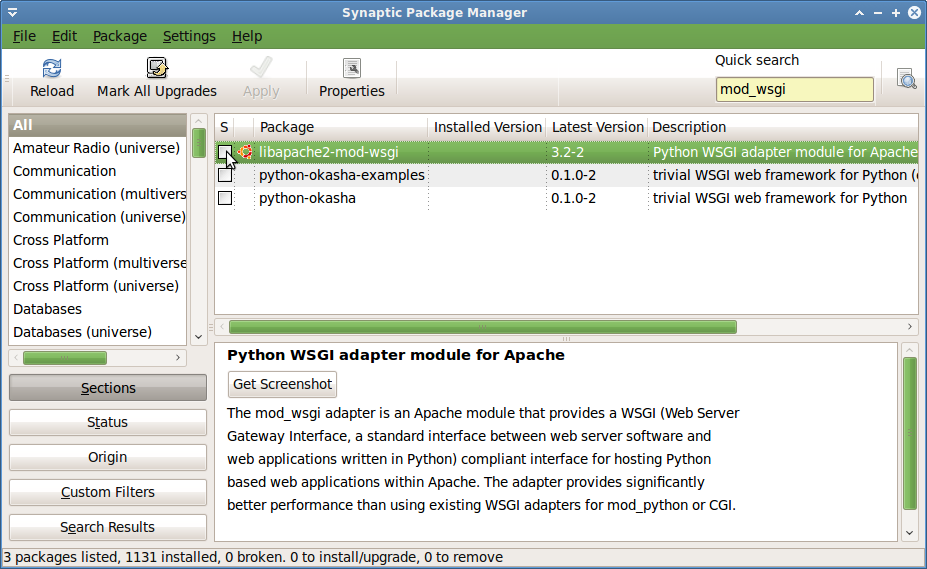 Synaptic Package Manager
File Edit Package Settings Help
Reload Mark All Upgrades Apply Properties
Quick search
mod_wsgi
All
Amateur Radio (universe)
Communication
Communication (multivers
Communication (universe)
Cross Platform
Cross Platform (multiverse
Cross Platform (universe)
Databases
Databases (universe)
Sections
Status
Origin
Custom Filters
Search Results
S Package Installed Version Latest Version Description
libapache2-mod-wsgi 3.2-2 Python WSGI adapter module for Apache
python-okasha-examples 0.1.0-2 trivial WSGI web framework for Python (
python-okasha 0.1.0-2 trivial WSGI web framework for Python
Python WSGI adapter module for Apache
Get Screenshot
The mod_wsgi adapter is an Apache module that provides a WSGI (Web Server
Gateway Interface, a standard interface between web server software and
web applications written in Python) compliant interface for hosting Python
based web applications within Apache. The adapter provides significantly
better performance than using existing WSGI adapters for mod_python or CGI.
3 packages listed, 1131 installed, 0 broken. 0 to install/upgrade, 0 to remove